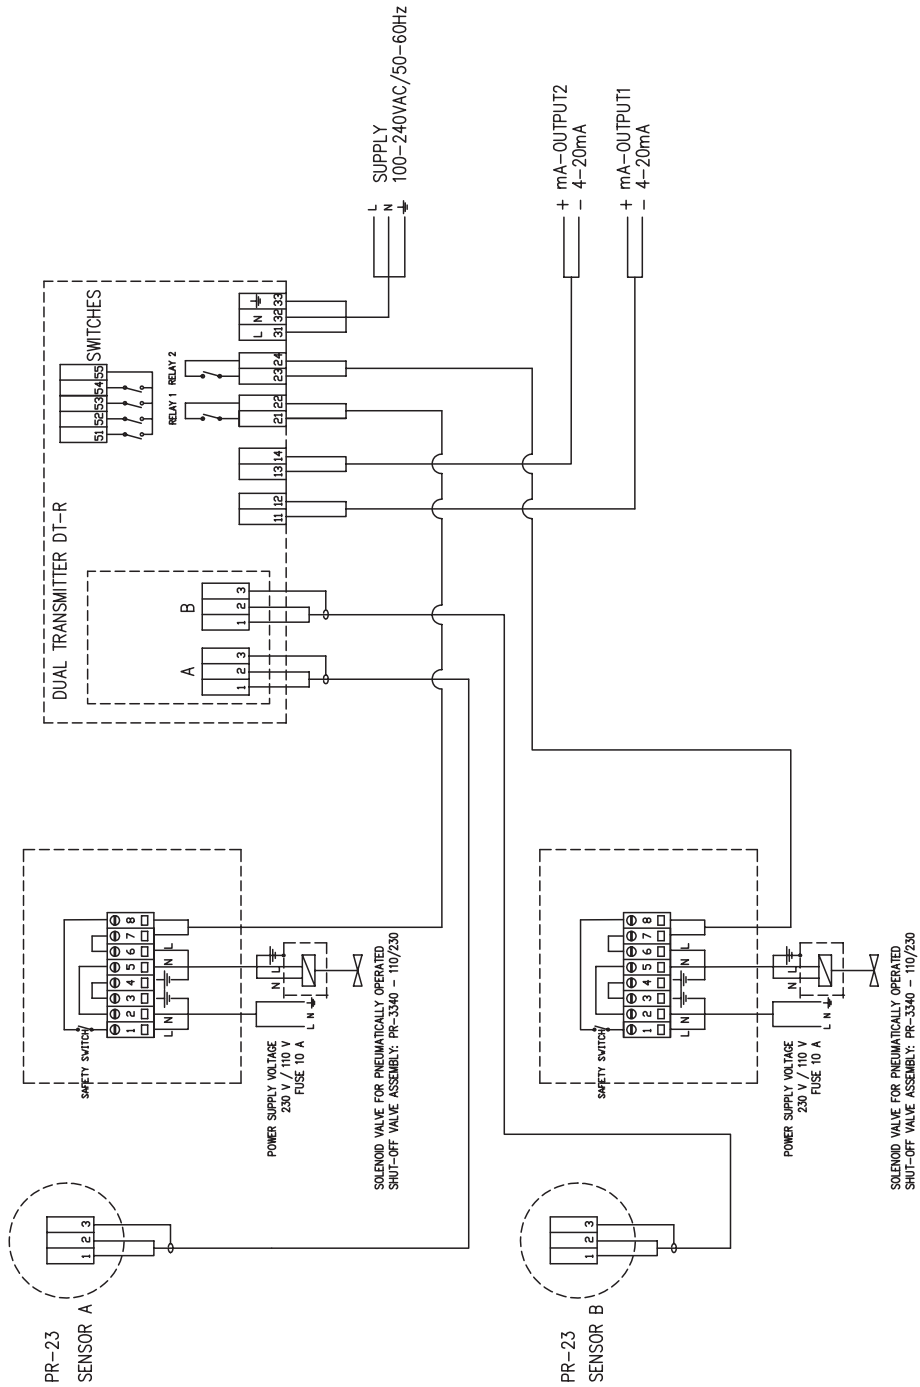 DUAL TRANSMITTER DT-R
A
B
1 2 3
1 2 3
SWITCHES
51 52 53 54 55
RELAY 1
RELAY 2
11 12
13 14
21 22
23 24
L N
31 32 33
SUPPLY
100-240VAC/50-60Hz
L
N
+ mA-OUTPUT2
- 4-20mA
+ mA-OUTPUT1
- 4-20mA
PR-23
SENSOR A
1 2 3
SAFETY SWITCH
1 2 3 4 5 6 7 8
L N N L
POWER SUPPLY VOLTAGE
230 V / 110 V
FUSE 10 A
L N
N L
SOLENOID VALVE FOR PNEUMATICALLY OPERATED
SHUT-OFF VALVE ASSEMBLY: PR-3340 - 110/230
PR-23
SENSOR B
1 2 3
SAFETY SWITCH
1 2 3 4 5 6 7 8
L N N L
POWER SUPPLY VOLTAGE
230 V / 110 V
FUSE 10 A
L N
N L
SOLENOID VALVE FOR PNEUMATICALLY OPERATED
SHUT-OFF VALVE ASSEMBLY: PR-3340 - 110/230